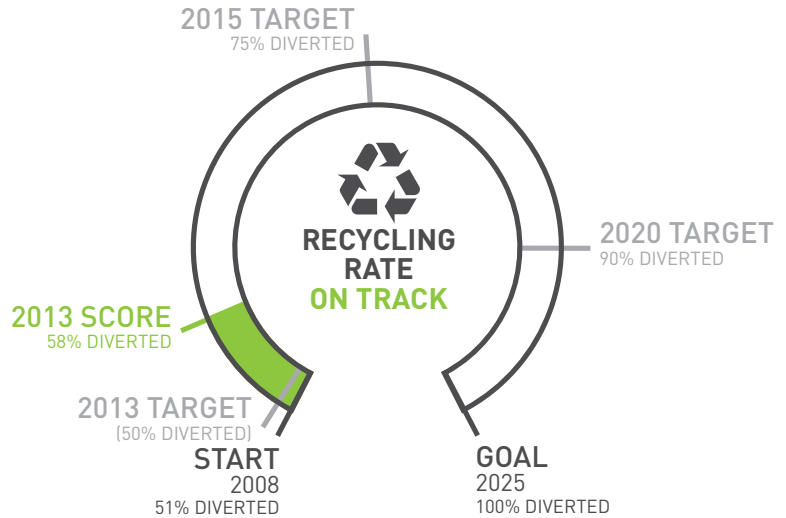 2015 TARGET
75% DIVERTED
RECYCLING
RATE
ON TRACK
2020 TARGET
90% DIVERTED
2013 SCORE
58% DIVERTED
2013 TARGET
(50% DIVERTED)
START
2008
51% DIVERTED
GOAL
2025
100% DIVERTED